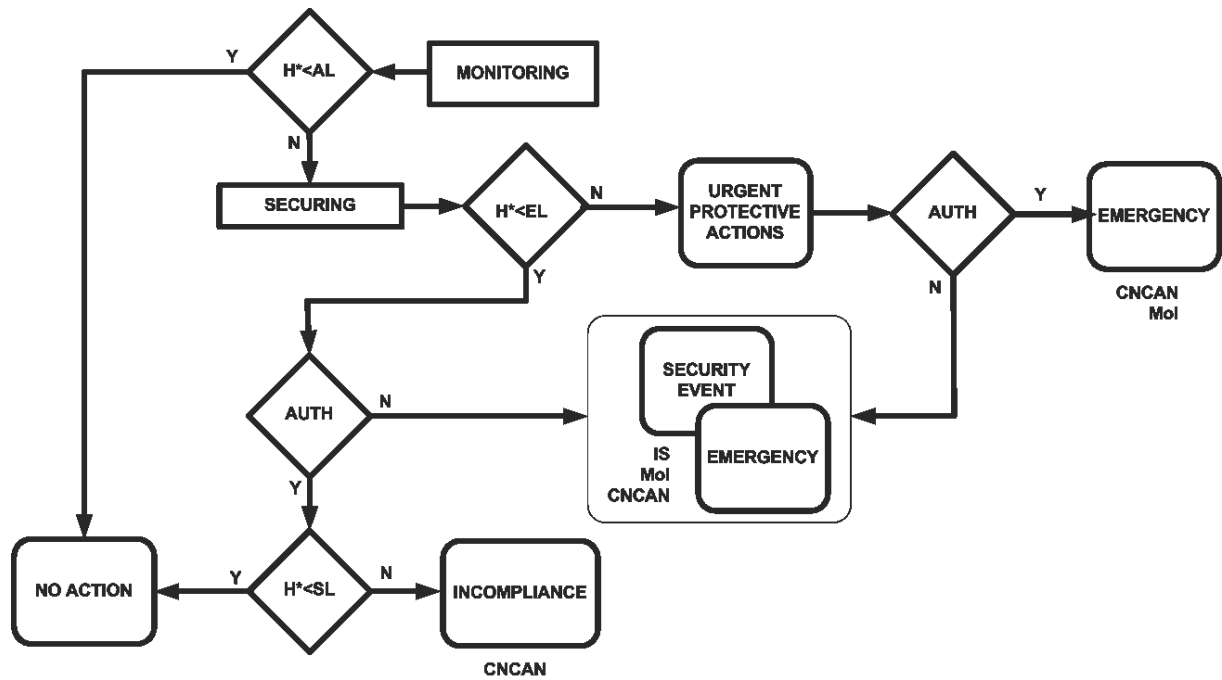 Y
H*<AL
MONITORING
N
SECURING
H*<EL
N
URGENT
PROTECTIVE
ACTIONS
AUTH
Y
EMERGENCY
Y
N
CNCAN
MoI
SECURITY
EVENT
AUTH
N
IS
MoI
CNCAN
EMERGENCY
Y
NO ACTION
Y
H*<SL
N
INCOMPLIANCE
CNCAN